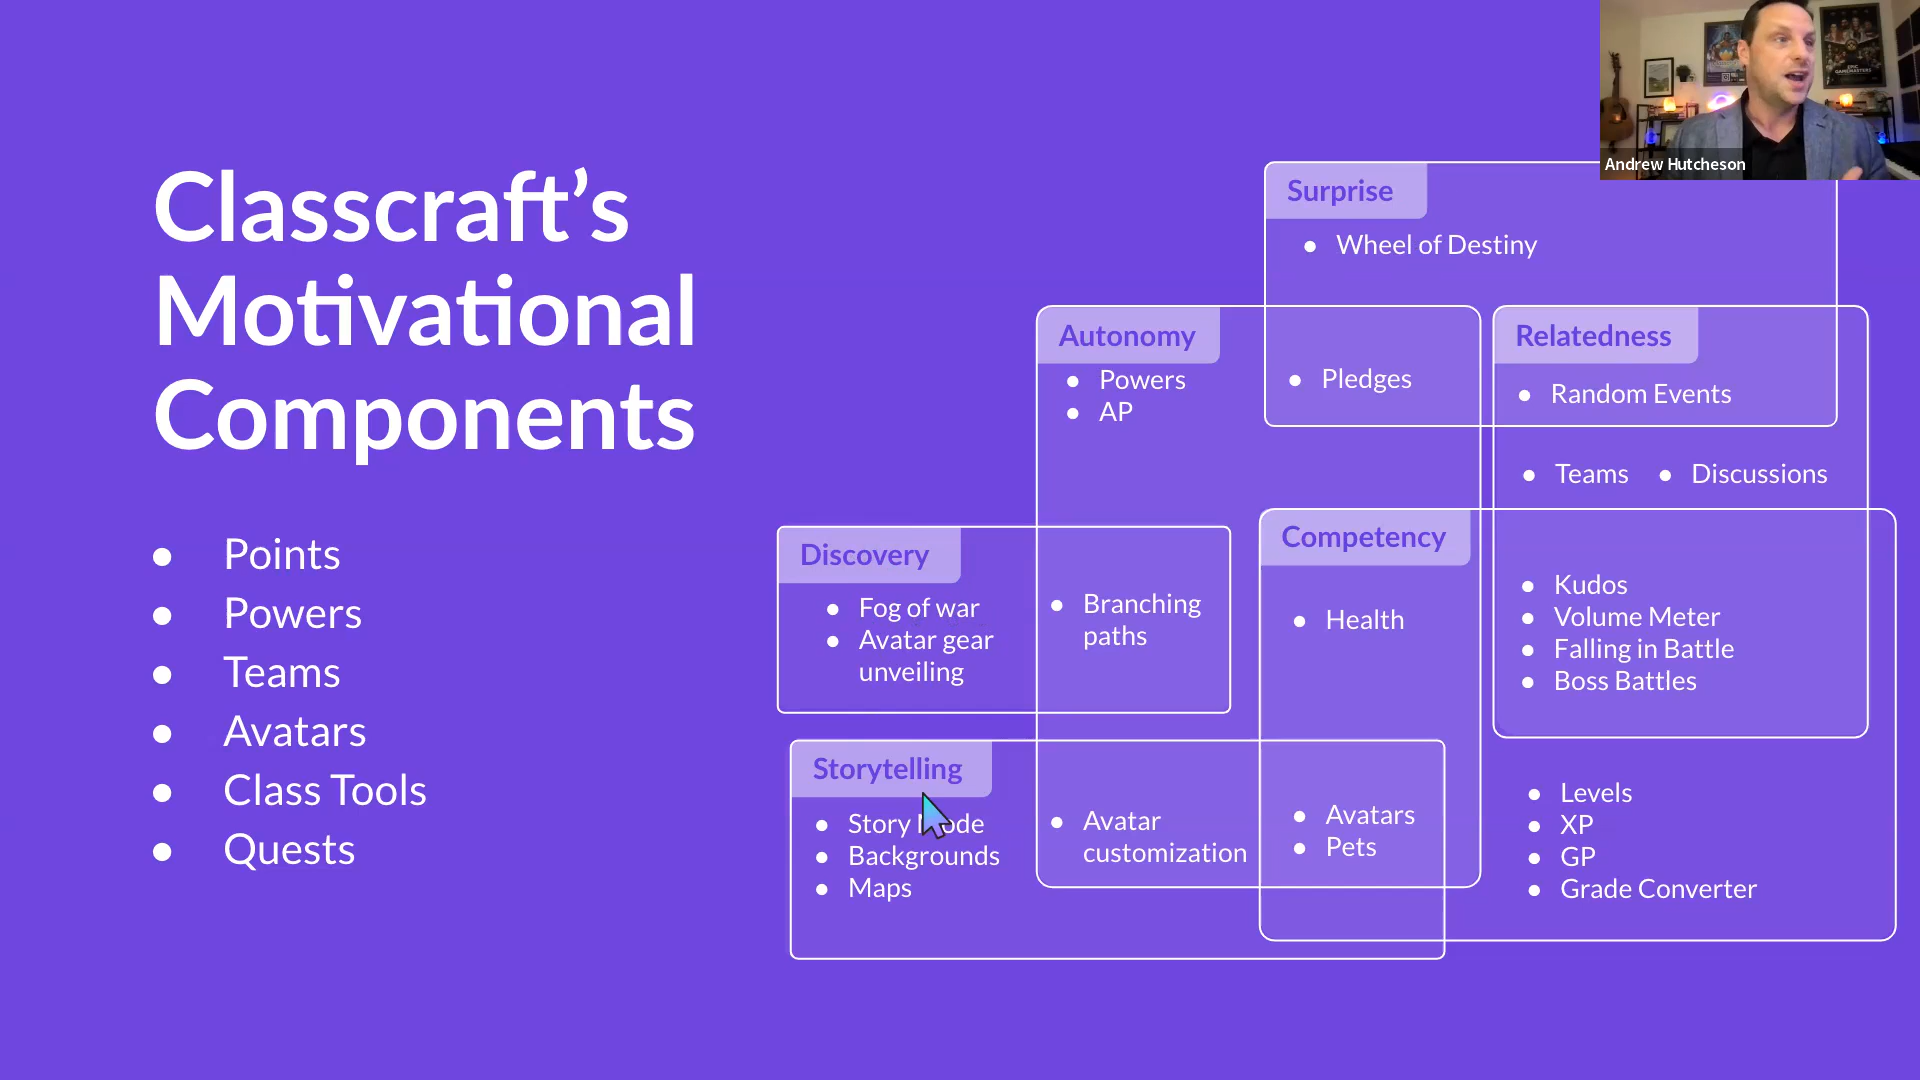 Classcraft's
Motivational
Components
● Points
● Powers
● Teams
● Avatars
● Class Tools
● Quests
Andrew Hutcheson
Surprise
● Wheel of Destiny
Autonomy
● Powers
● AP
● Pledges
Relatedness
● Random Events
● Teams ● Discussions
Discovery
● Fog of war
● Avatar gear
unveiling
● Branching
paths
Competency
● Health
● Kudos
● Volume Meter
● Falling in Battle
● Boss Battles
Storytelling
● Story Mode
● Backgrounds
● Maps
● Avatar
customization
● Avatars
● Pets
● Levels
● XP
● GP
● Grade Converter